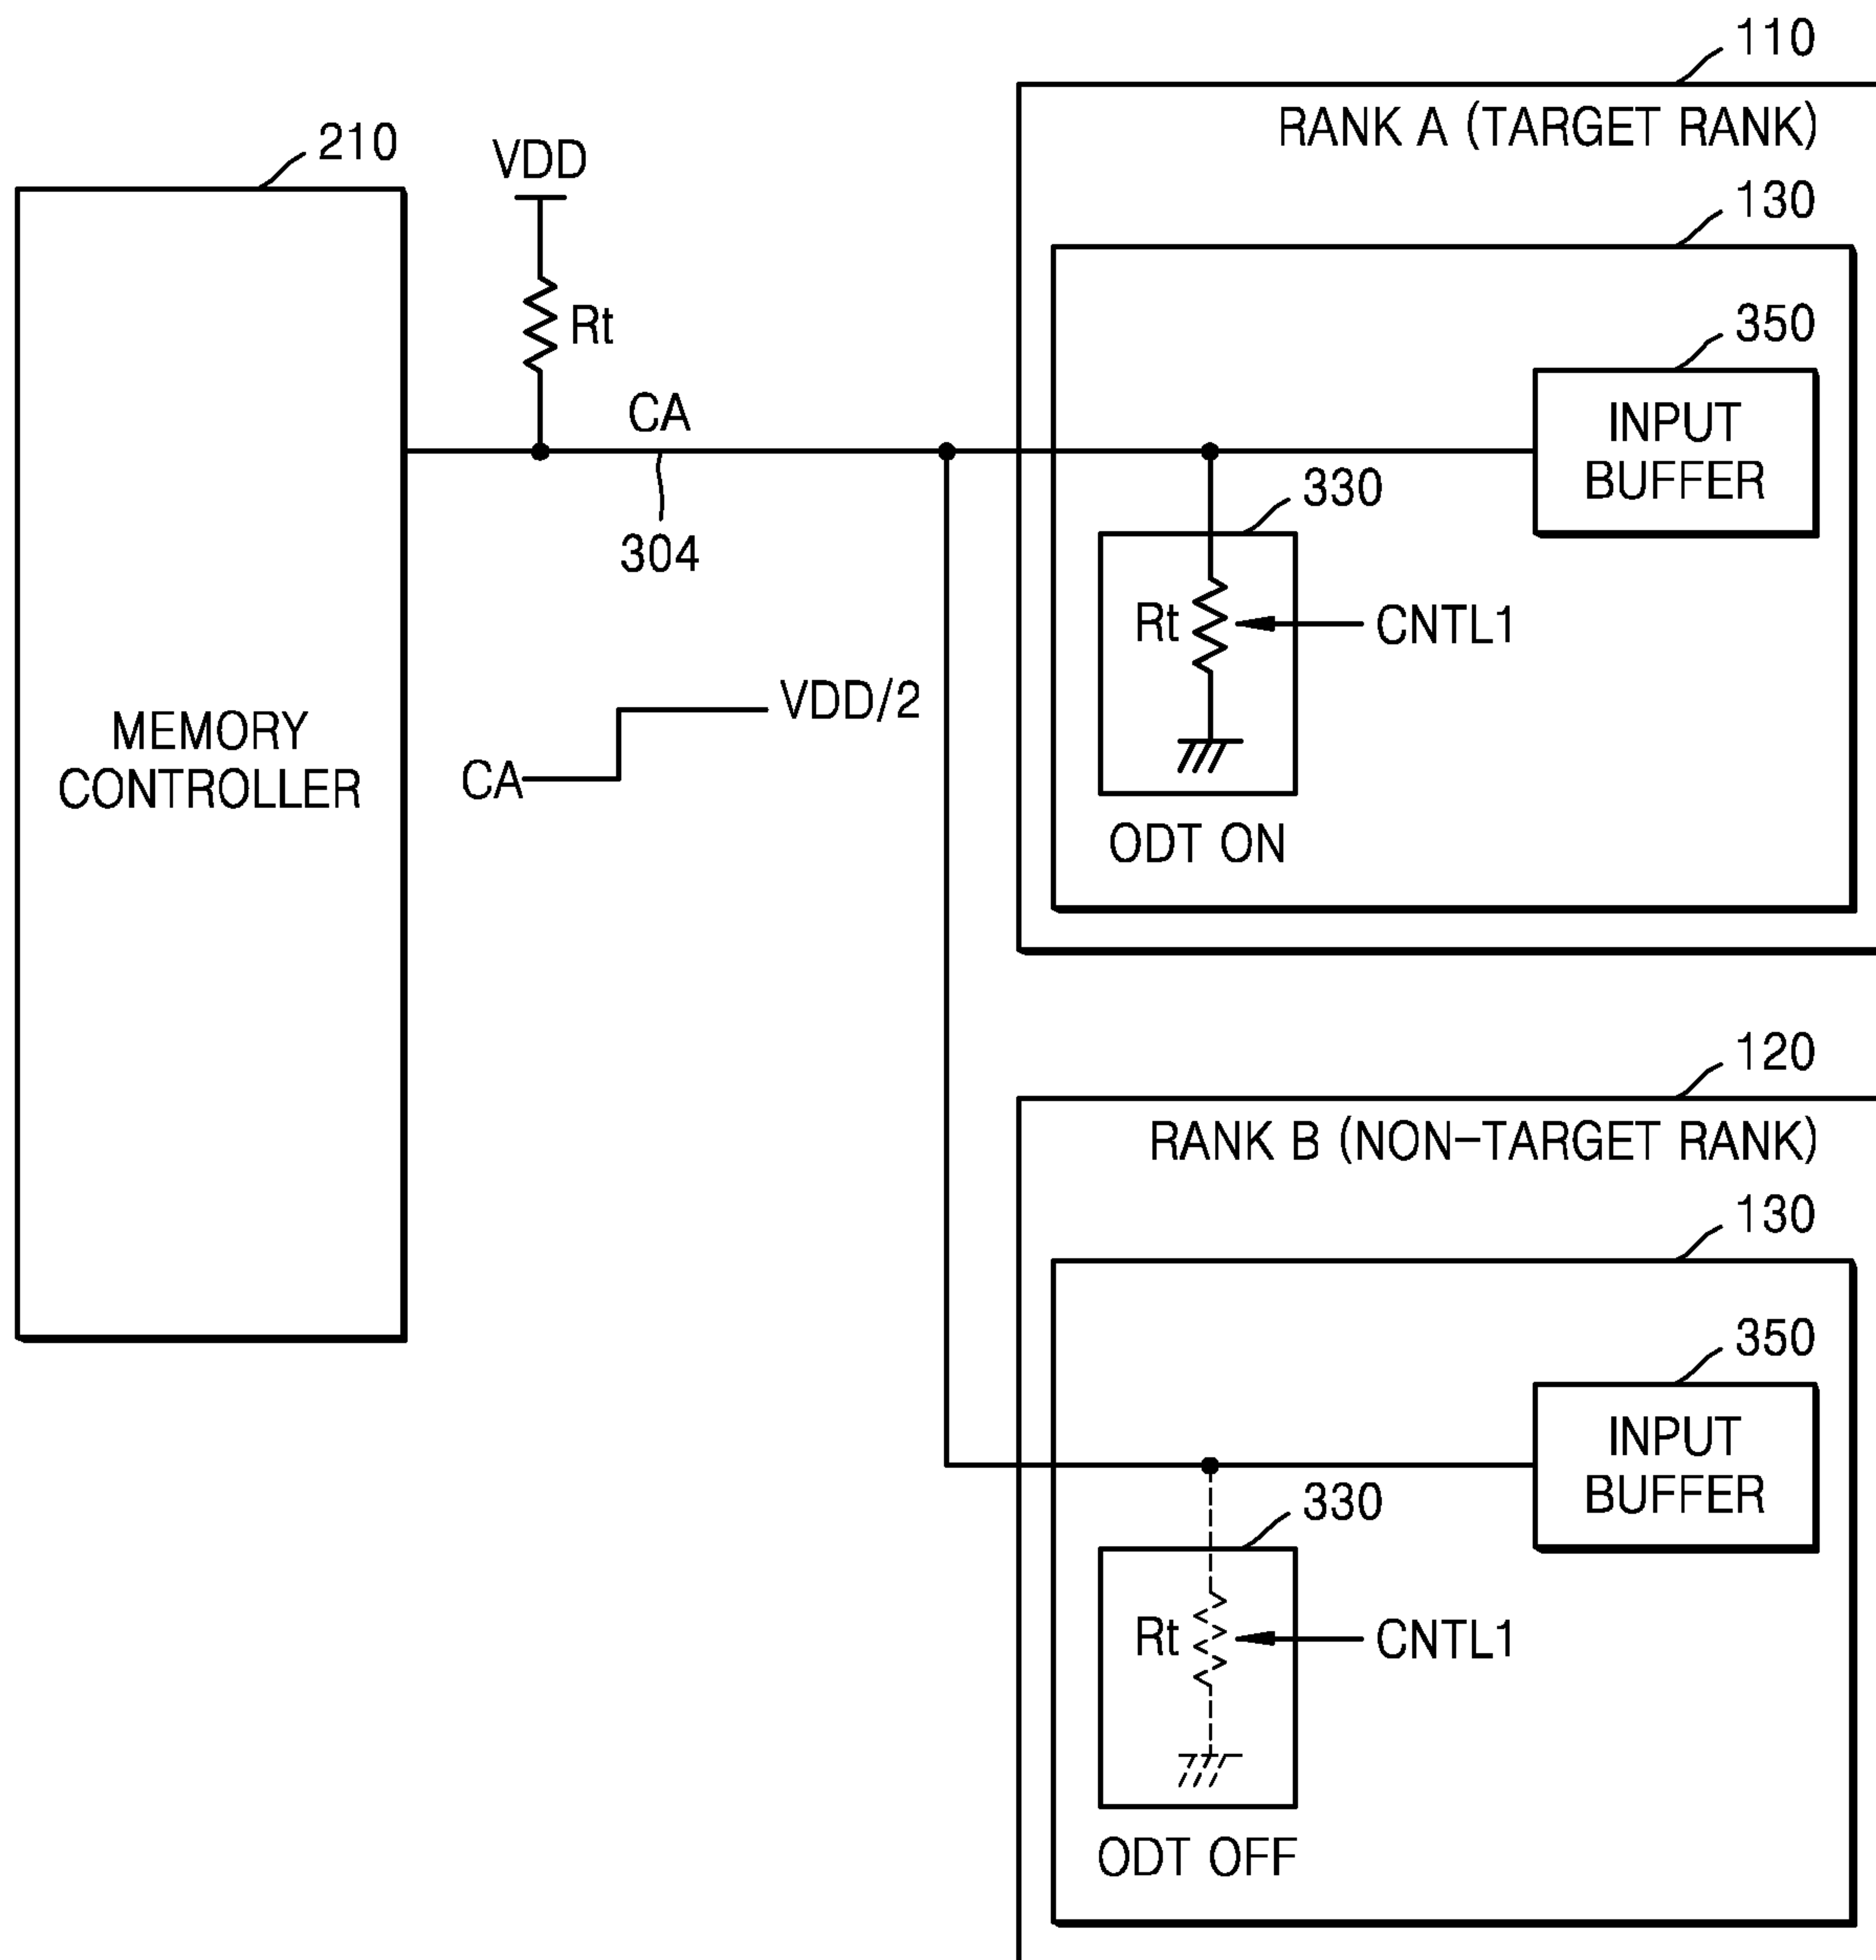 110
RANK A (TARGET RANK)
210
VDD
130
Rt
350
CA
INPUT
BUFFER
330
304
Rt
CNTL1
VDD/2
MEMORY
CONTROLLER
CA
ODT ON
120
RANK B (NON-TARGET RANK)
130
350
INPUT
BUFFER
330
Rt
CNTL1
ODT OFF